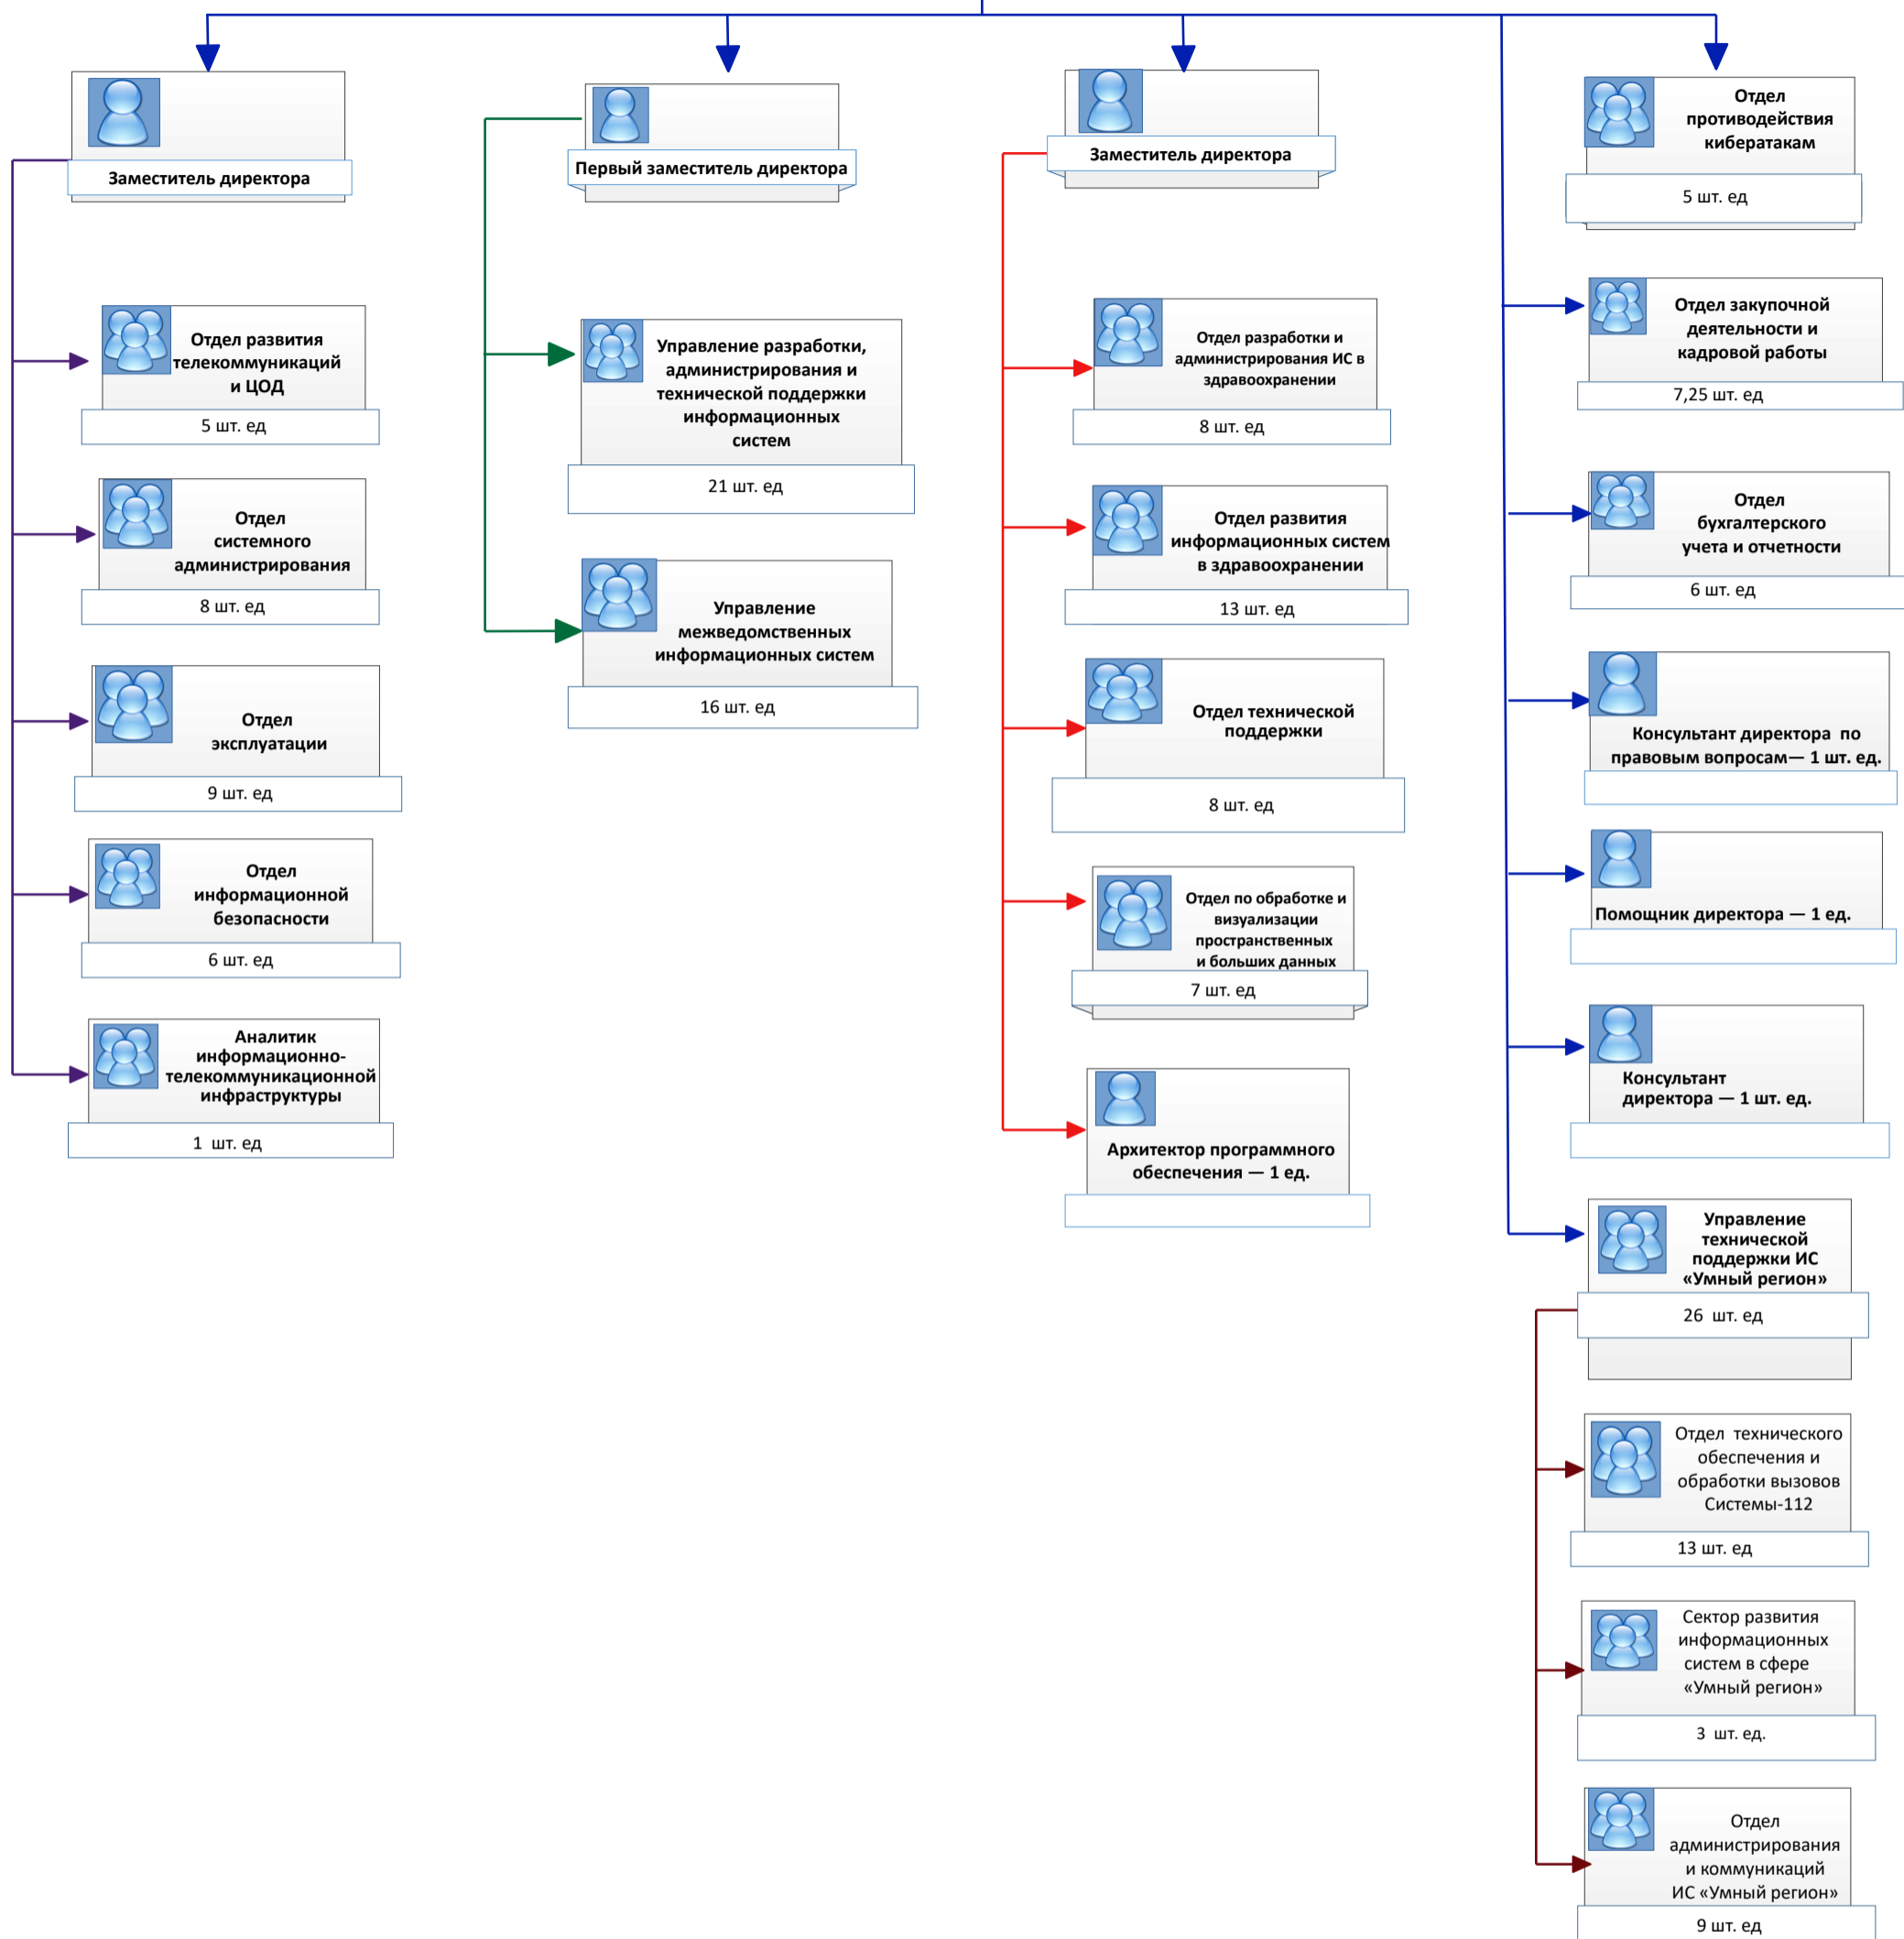 Заместитель директора
Отдел развития
телекоммуникаций
и ЦОД
5 шт. ед
Отдел
системного
администрирования
8 шт. ед
Отдел
эксплуатации
9 шт. ед
Отдел
информационной
безопасности
6 шт. ед
Аналитик
информационно-
телекоммуникационной
инфраструктуры
1 шт. ед
Первый заместитель директора
Управление разработки,
администрирования и
технической поддержки
информационных
систем
21 шт. ед
Управление
межведомственных
информационных систем
16 шт. ед
Заместитель директора
Отдел разработки и
администрирования ИС в
здравоохранении
8 шт. ед
Отдел развития
информационных систем
в здравоохранении
13 шт. ед
Отдел технической
поддержки
8 шт. ед
Отдел по обработке и
визуализации
пространственных
и больших данных
7 шт. ед
Архитектор программного
обеспечения — 1 ед.
Отдел
противодействия
кибератакам
5 шт. ед
Отдел закупочной
деятельности и
кадровой работы
7,25 шт. ед
Отдел
бухгалтерского
учета и отчетности
6 шт. ед
Консультант директора по
правовым вопросам— 1 шт. ед.
Помощник директора — 1 ед.
Консультант
директора — 1 шт. ед.
Управление
технической
поддержки ИС
«Умный регион»
26 шт. ед
Отдел технического
обеспечения и
обработки вызовов
Системы-112
13 шт. ед
Сектор развития
информационных
систем в сфере
«Умный регион»
3 шт. ед.
Отдел
администрирования
и коммуникаций
ИС «Умный регион»
9 шт. ед